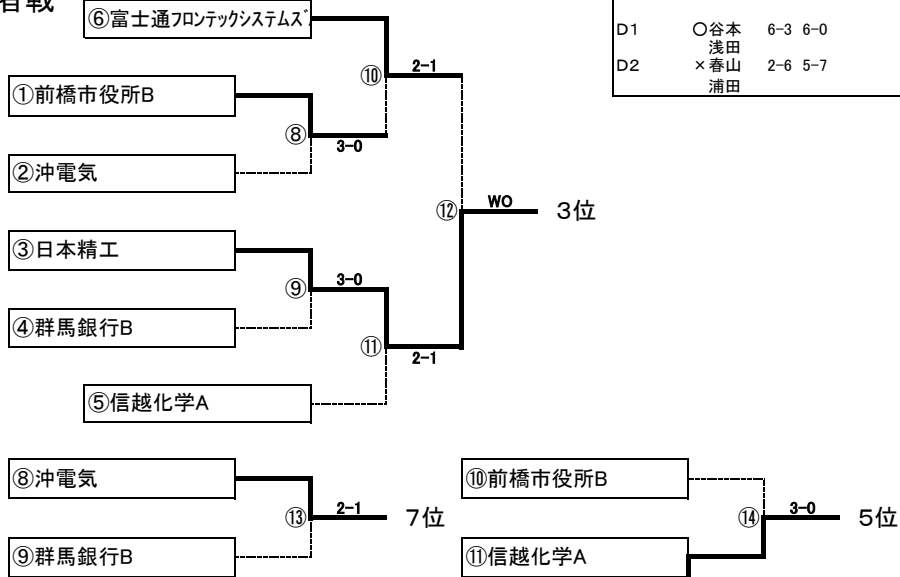 者戦
⑥富士通フロンテックシステムズ
D1 〇谷本 6-3 6-0
浅田
D2 ×春山 2-6 5-7
浦田
⑩ 2-1
①前橋市役所B
⑧ 3-0
②沖電気
⑫ WO 3位
③日本精工
⑨ 3-0
④群馬銀行B
⑪ 2-1
⑤信越化学A
⑧沖電気
⑬ 2-1 7位
⑨群馬銀行B
⑩前橋市役所B
⑭ 3-0 5位
⑪信越化学A